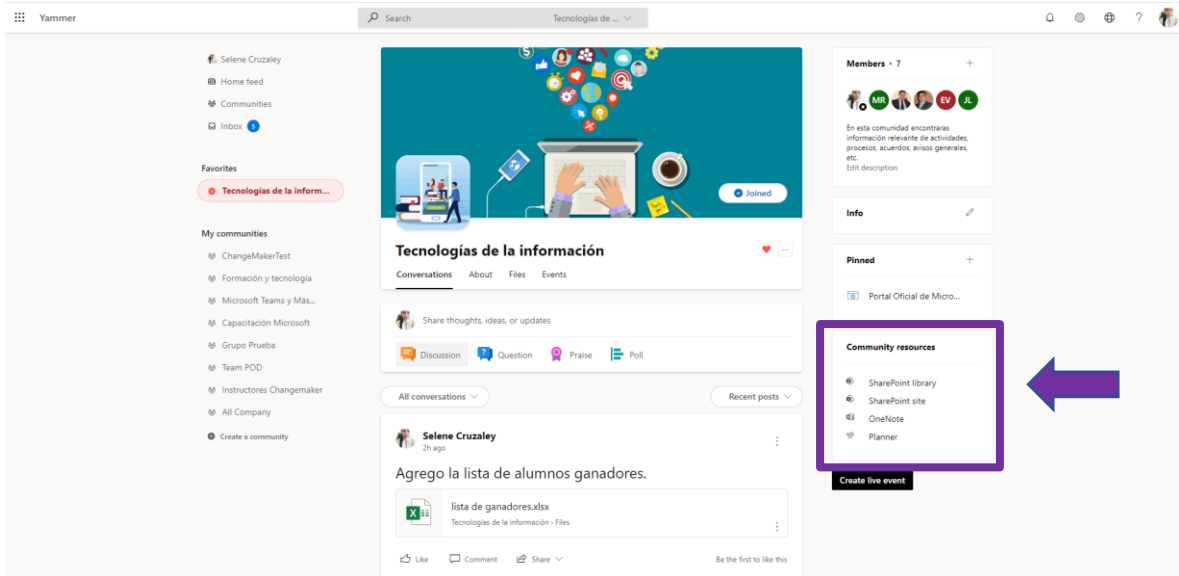 Yammer
Search
Tecnologías de ...
?
Selene Cruzaley
Home feed
Communities
Inbox 5
Favorites
Tecnologías de la inform...
My communities
ChangeMakerTest
Formación y tecnología
Microsoft Teams y Más...
Capacitación Microsoft
Grupo Prueba
Team POD
Instructores Changemaker
All Company
Create a community
Joined
Tecnologías de la información
Conversations About Files Events
Share thoughts, ideas, or updates
Discussion Question Praise Poll
All conversations
Recent posts
Selene Cruzaley
2h ago
Agrego la lista de alumnos ganadores.
lista de ganadores.xlsx
Tecnologías de la información › Files
Like Comment Share
Be the first to like this
Members • 7
MR EV JL
En esta comunidad encontraras
información relevante de actividades,
procesos, acuerdos, avisos generales,
etc.
Edit description
Info
Pinned
Portal Oficial de Micro...
Community resources
SharePoint library
SharePoint site
OneNote
Planner
Create live event